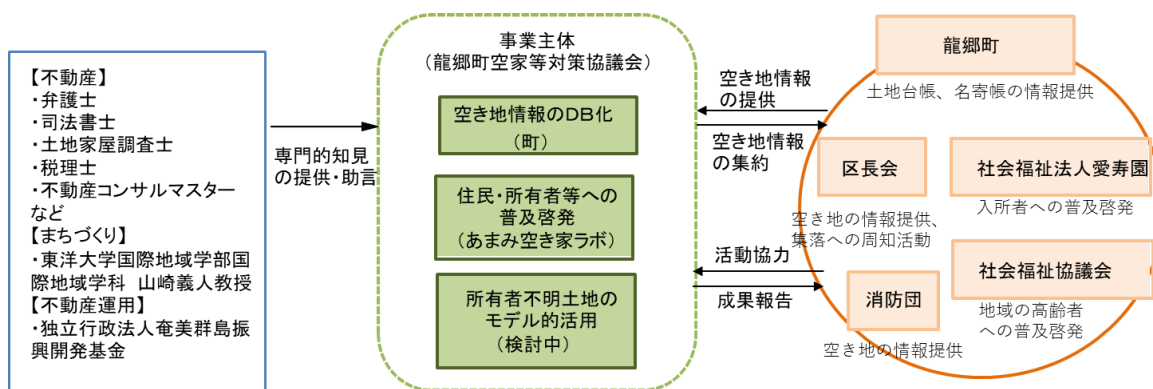 【不動産】
・弁護士
・司法書士
・土地家屋調査士
・税理士
・不動産コンサルマスター
など
【まちづくり】
・東洋大学国際地域学部国
際地域学科 山崎義人教授
【不動産運用】
・独立行政法人奄美群島振
興開発基金
専門的知見
の提供・助言
事業主体
(龍郷町空家等対策協議会)
空き地情報のDB化
(町)
住民・所有者等への
普及啓発
(あまみ空き家ラボ)
所有者不明土地の
モデル的活用
(検討中)
空き地情報
の提供
空き地情報
の集約
活動協力
成果報告
龍郷町
土地台帳、名寄帳の情報提供
区長会
空き地の情報提供、
集落への周知活動
社会福祉法人愛寿園
入所者への普及啓発
消防団
空き地の情報提供
社会福祉協議会
地域の高齢者
への普及啓発